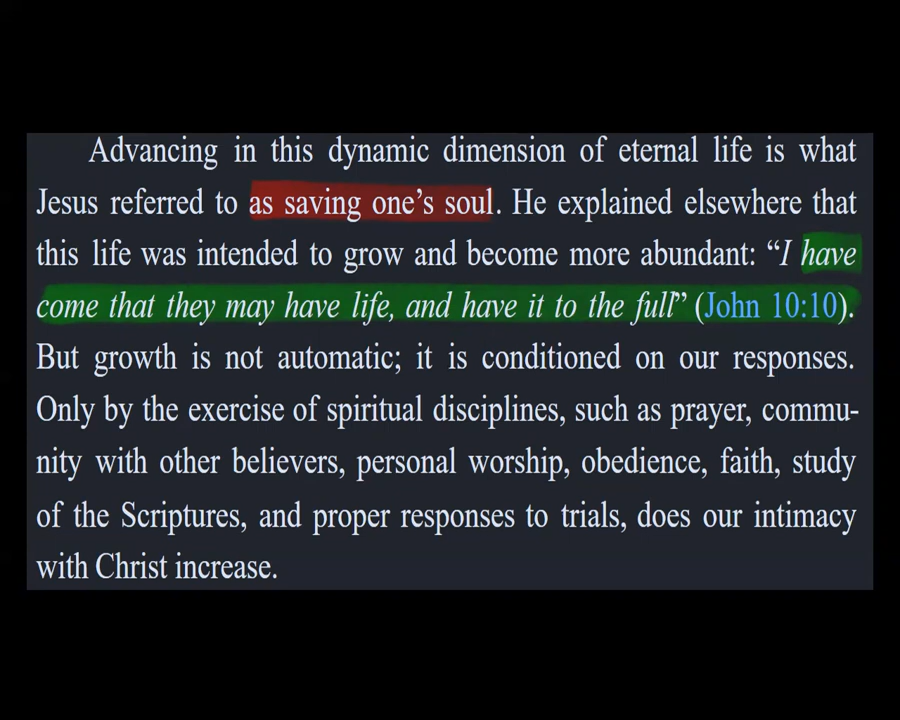 Advancing in this dynamic dimension of eternal life is what
Jesus referred to as saving one’s soul. He explained elsewhere that
this life was intended to grow and become more abundant: “I have
come that they may have life, and have it to the full” (John 10:10).
But growth is not automatic; it is conditioned on our responses.
Only by the exercise of spiritual disciplines, such as prayer, commu-
nity with other believers, personal worship, obedience, faith, study
of the Scriptures, and proper responses to trials, does our intimacy
with Christ increase.